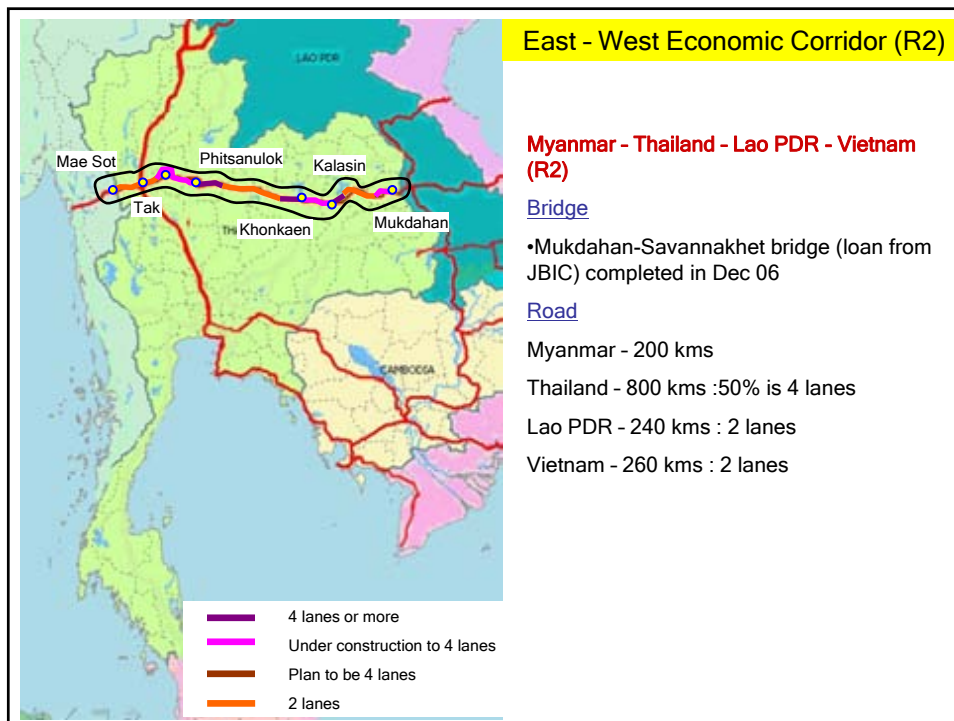 East - West Economic Corridor (R2)
LAO PDR
Mae Sot
Phitsanulok
Kalasin
Tak
Khonkaen
Mukdahan
TH
CAMBODIA
4 lanes or more
Under construction to 4 lanes
Plan to be 4 lanes
2 lanes
Myanmar - Thailand - Lao PDR - Vietnam
(R2)
Bridge
•Mukdahan-Savannakhet bridge (loan from
JBIC) completed in Dec 06
Road
Myanmar - 200 kms
Thailand - 800 kms :50% is 4 lanes
Lao PDR - 240 kms : 2 lanes
Vietnam - 260 kms : 2 lanes